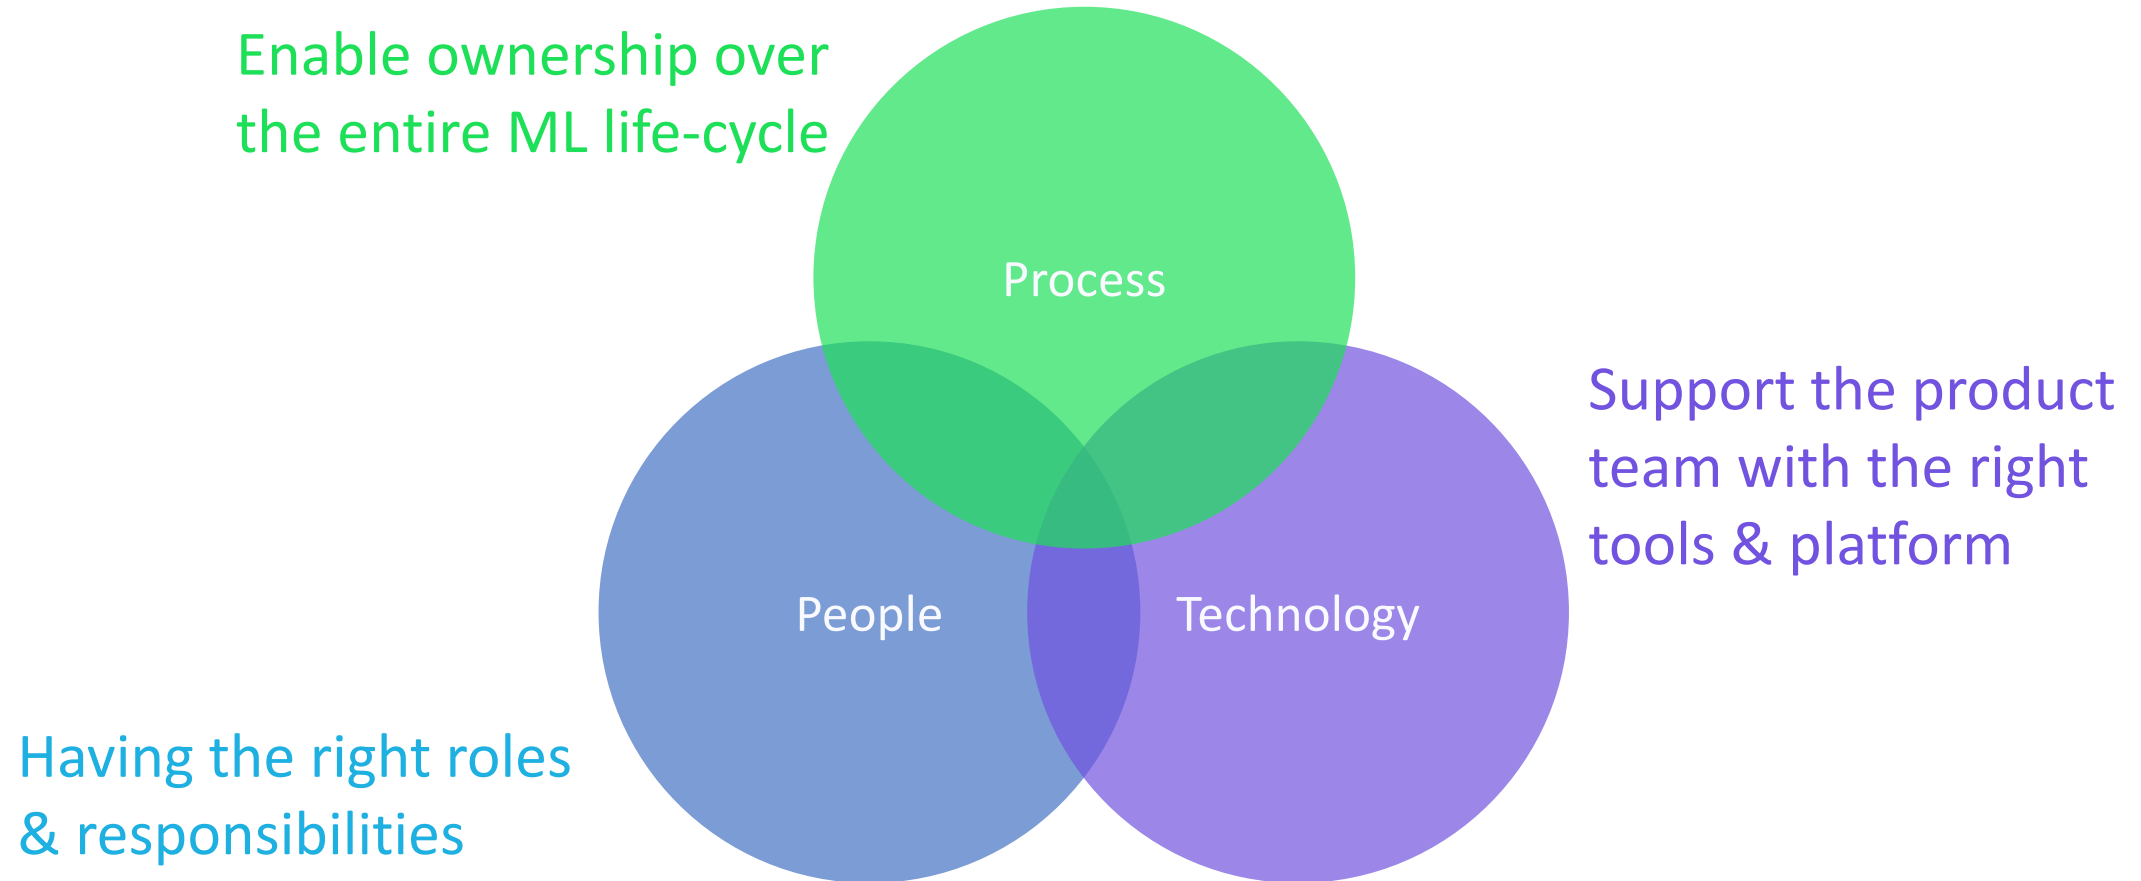 Enable ownership over
the entire ML life-cycle
Process
Support the product
team with the right
tools & platform
People
Technology
Having the right roles
& responsibilities